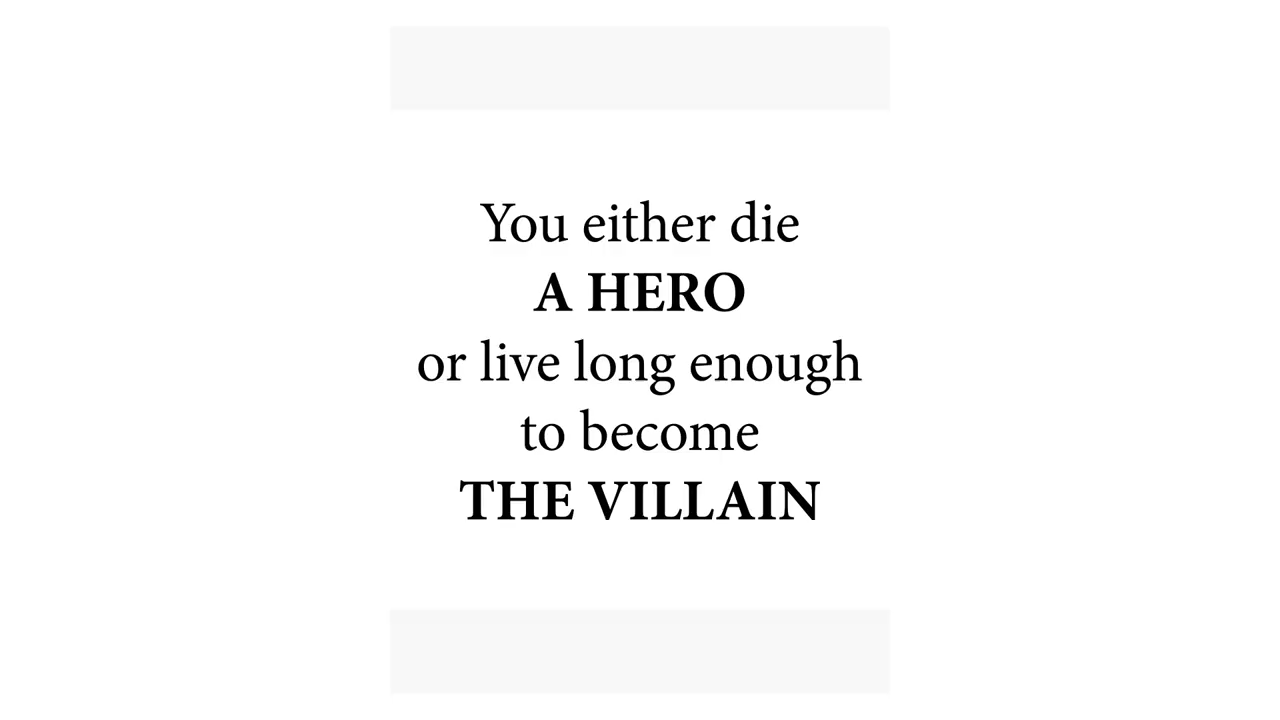 You either die
A HERO
or live long enough
to become
THE VILLAIN